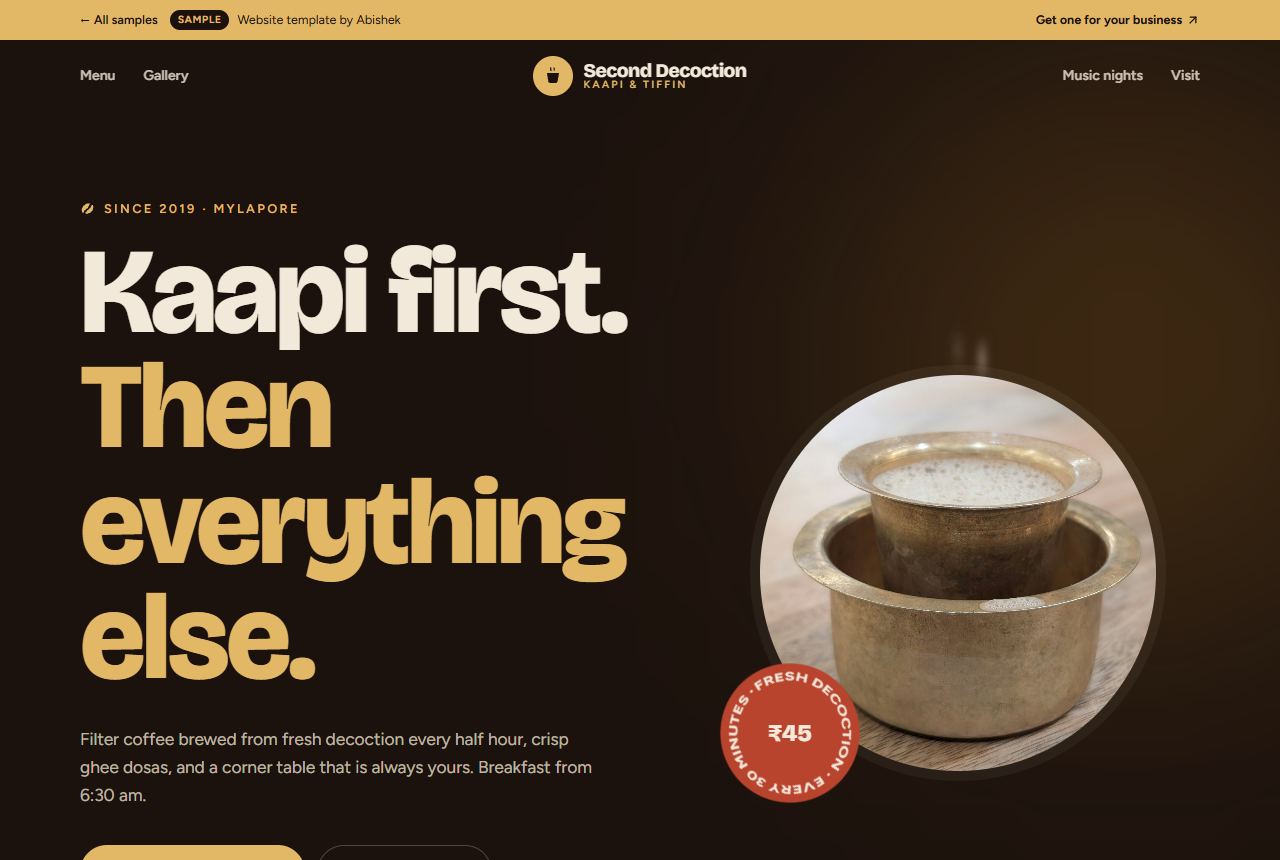 ← All samples SAMPLE Website template by Abishek Get one for your business
Menu Gallery Second Decoction Music nights Visit
KAAPI & TIFFIN
SINCE 2019 · MYLAPORE
Kaapi first.
Then
everything
else.
FRESH DECOCTION · EVERY 30 MINUTES ·
₹45
Filter coffee brewed from fresh decoction every half hour, crisp
ghee dosas, and a corner table that is always yours. Breakfast from
6:30 am.